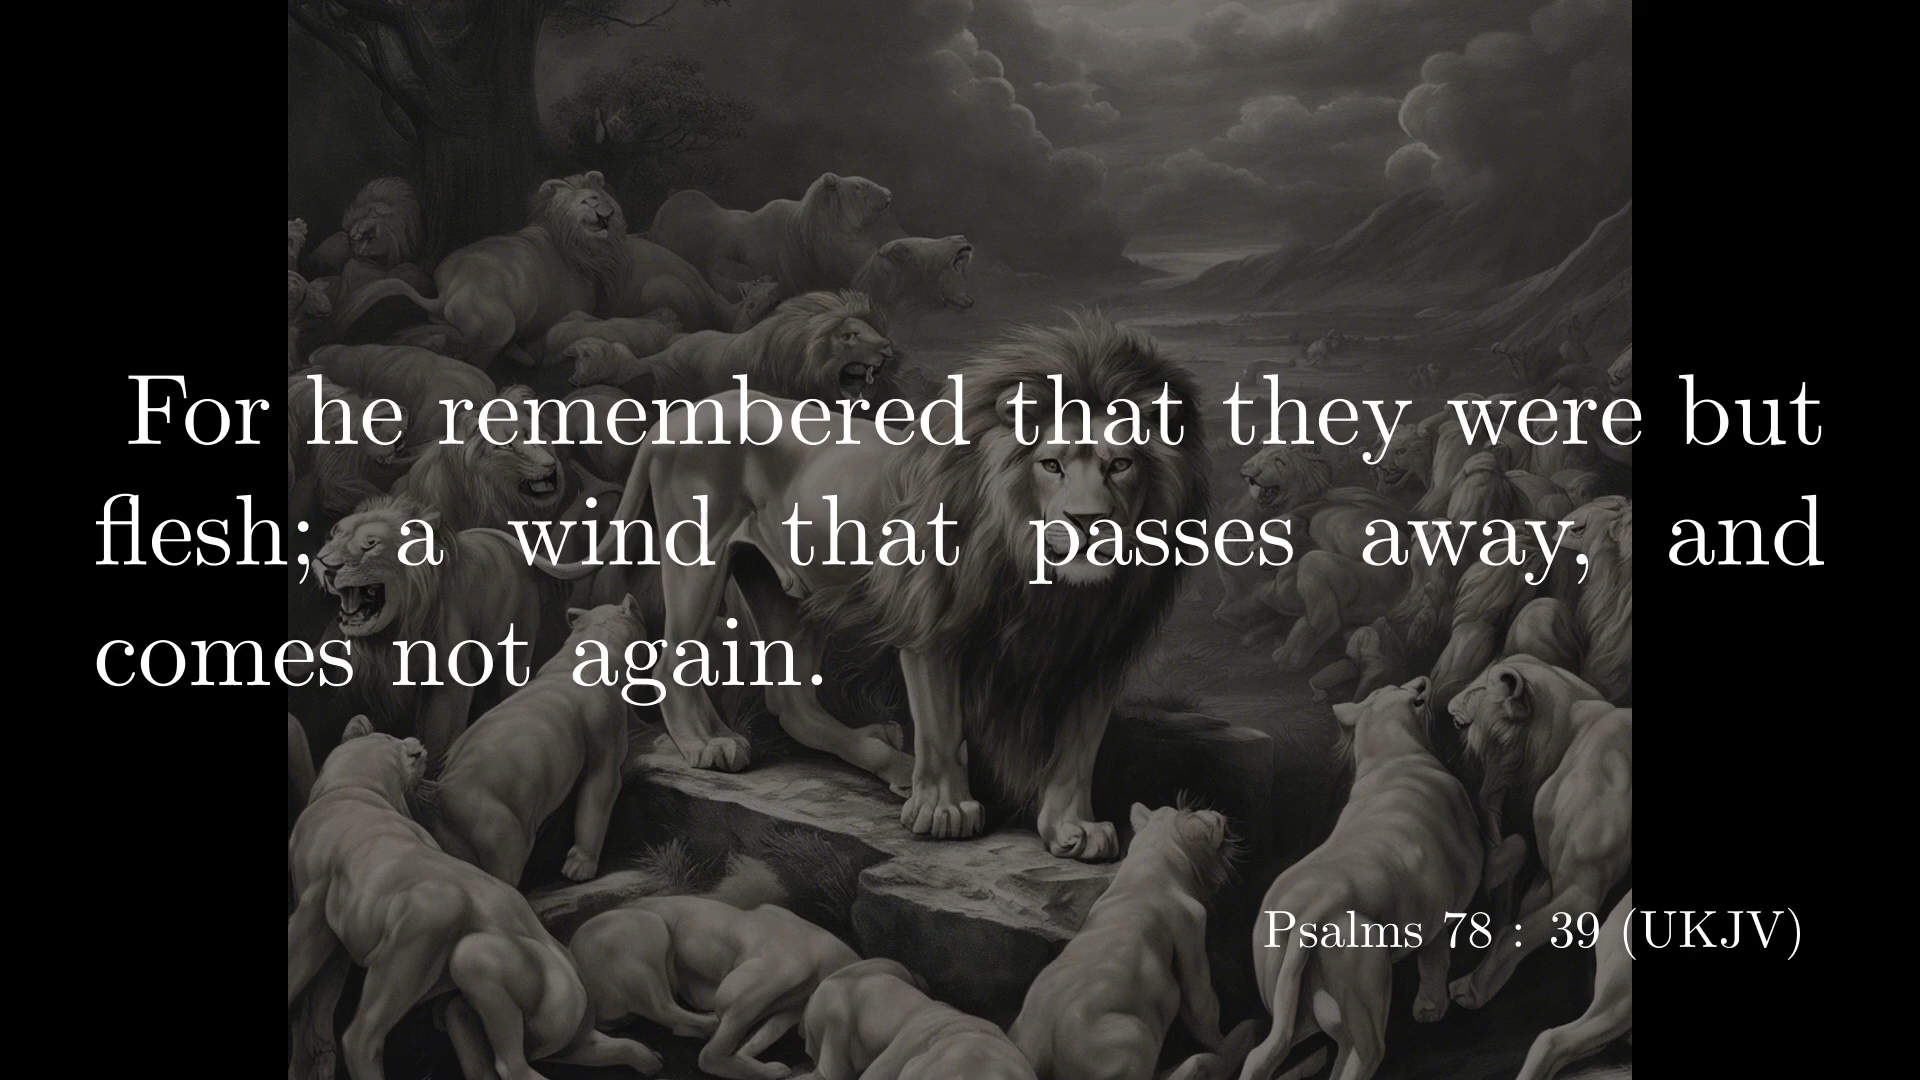 For he remembered that they were but
flesh; a wind that passes away, and
comes not again.
Psalms 78 : 39 (UKJV)